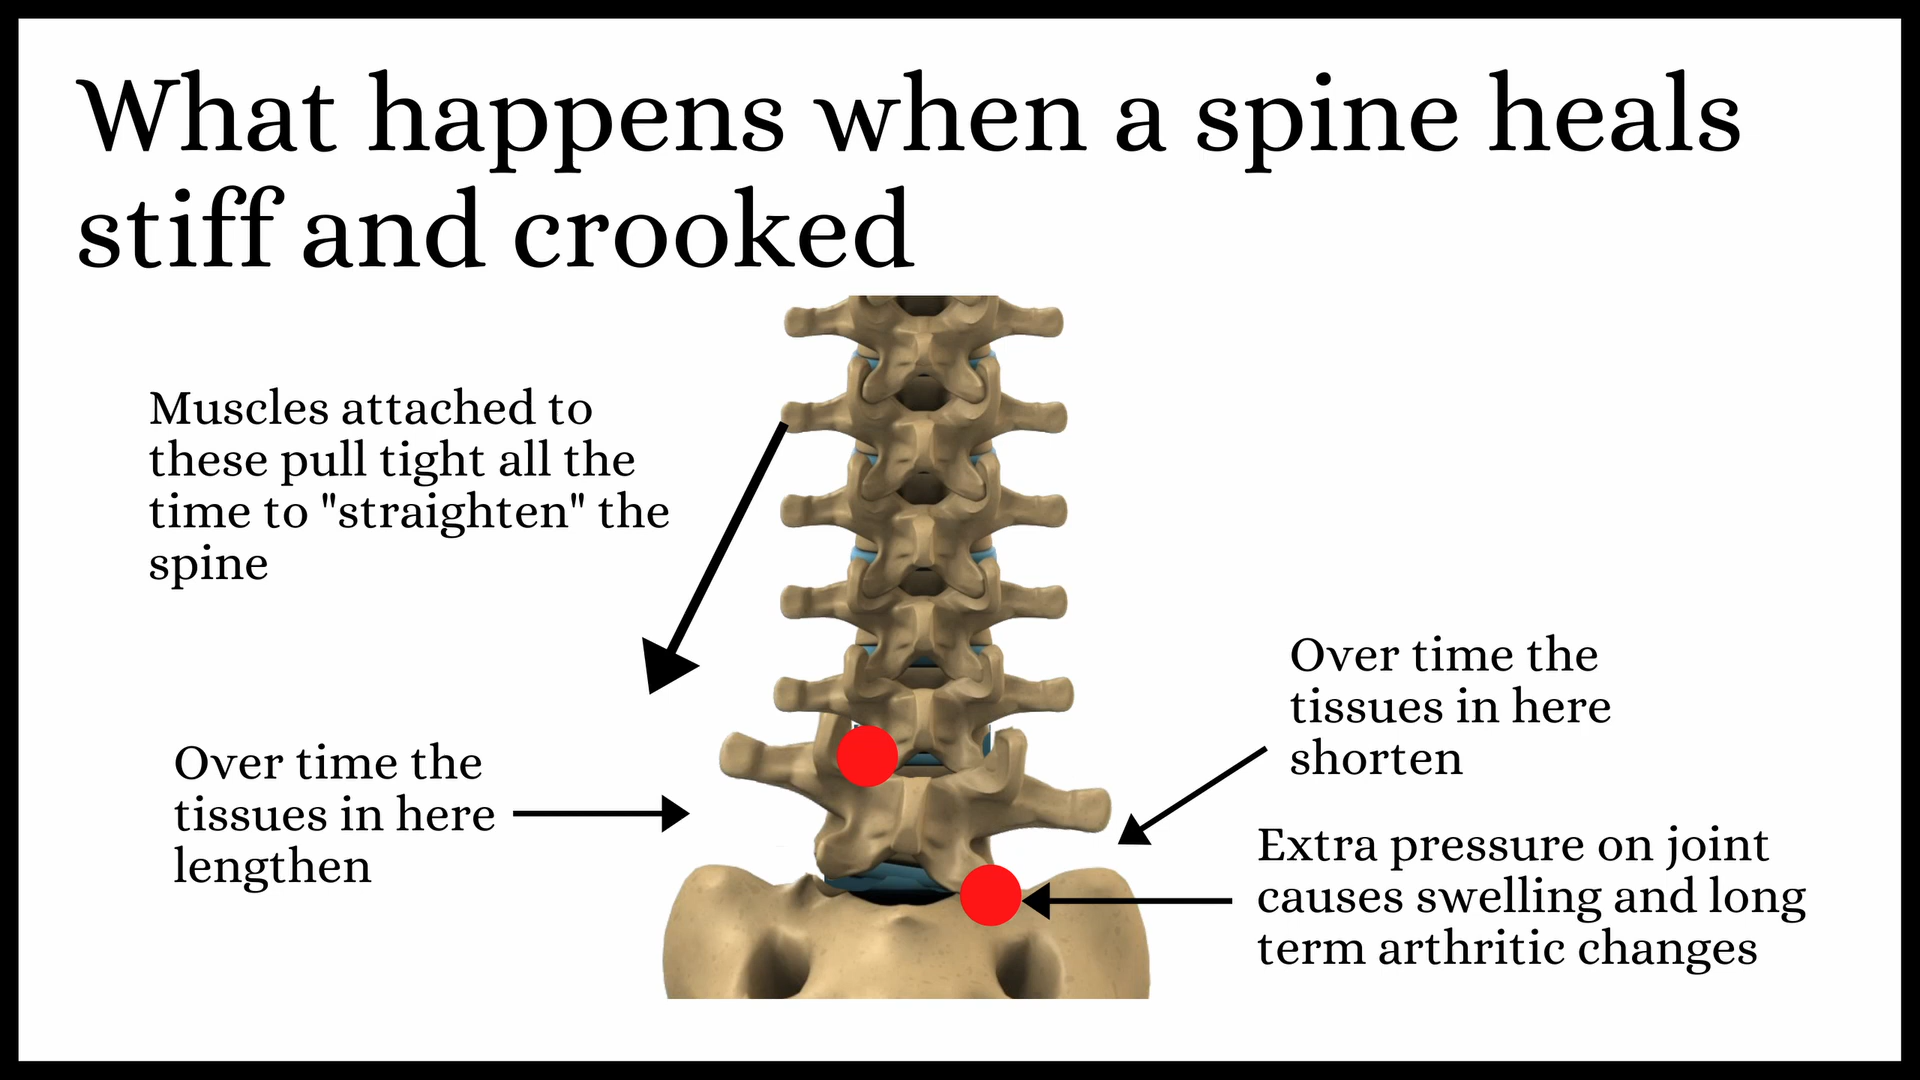 What happens when a spine heals
stiff and crooked
Muscles attached to
these pull tight all the
time to "straighten" the
spine
Over time the
tissues in here
lengthen
Over time the
tissues in here
shorten
Extra pressure on joint
causes swelling and long
term arthritic changes